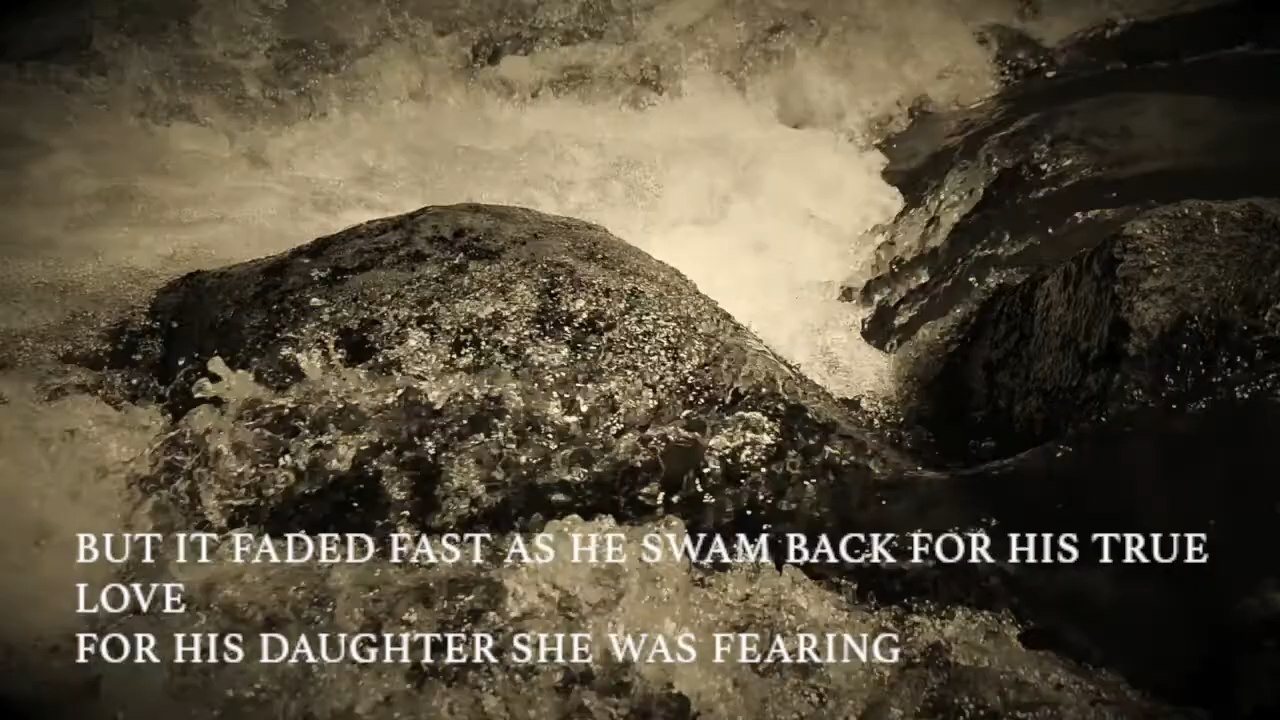 BUT IT FADED FAST AS HE SWAM BACK FOR HIS TRUE
LOVE
FOR HIS DAUGHTER SHE WAS FEARING